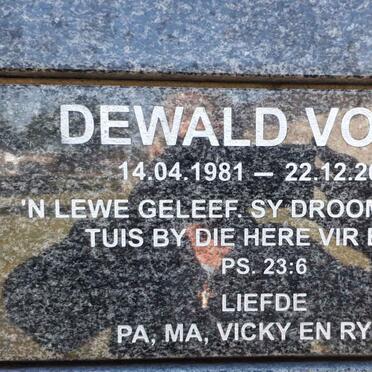 DEWALD VO
14.04.1981 – 22.12.20
'N LEWE GELEEF. SY DROOM
TUIS BY DIE HERE VIR E
PS. 23:6
LIEFDE
PA, MA, VICKY EN RY